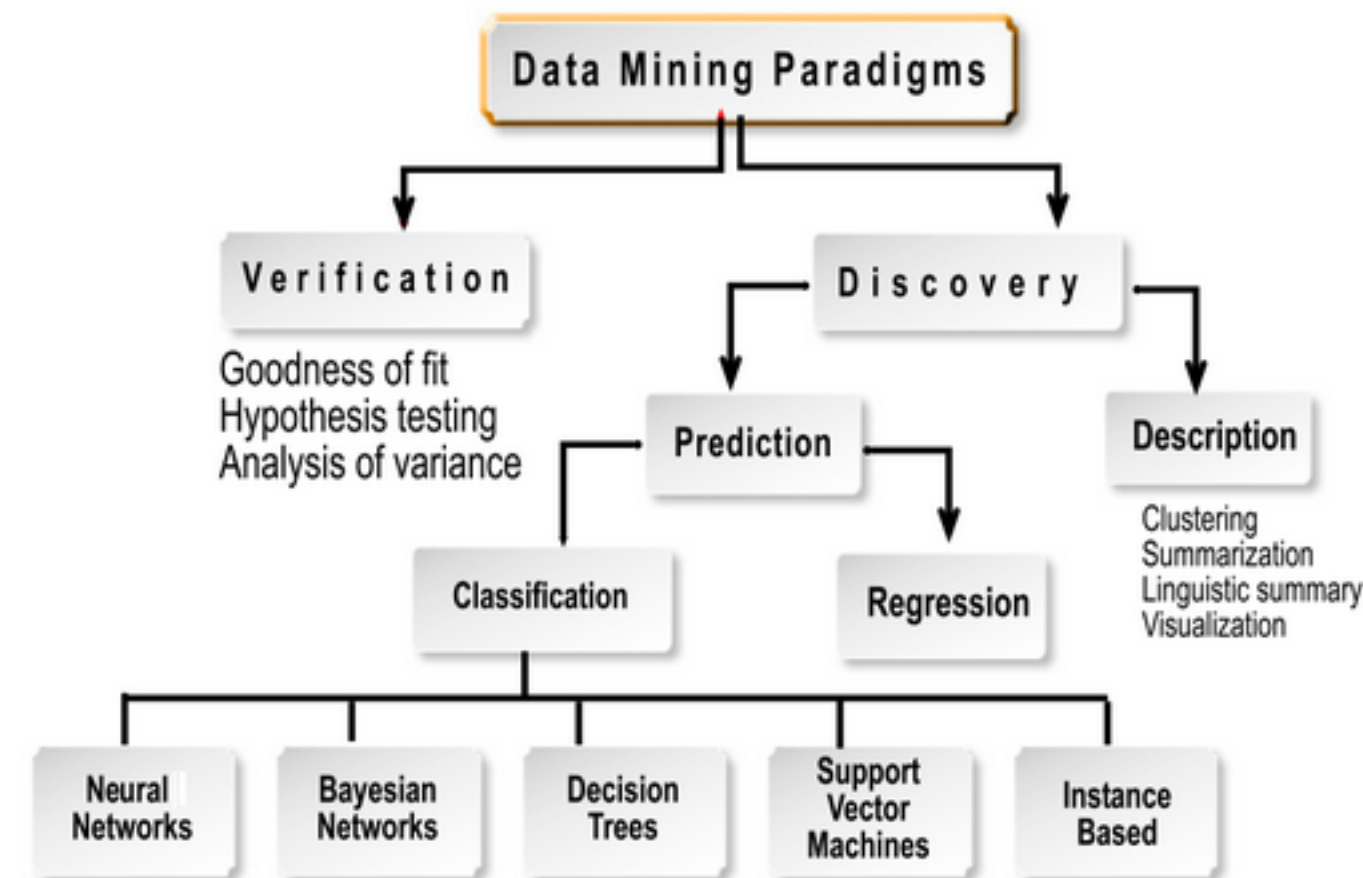 Data Mining Paradigms
Verification
Discovery
Goodness of fit
Hypothesis testing
Analysis of variance
Prediction
Description
Clustering
Summarization
Linguistic summary
Visualization
Classification
Regression
Neural
Networks
Bayesian
Networks
Decision
Trees
Support
Vector
Machines
Instance
Based